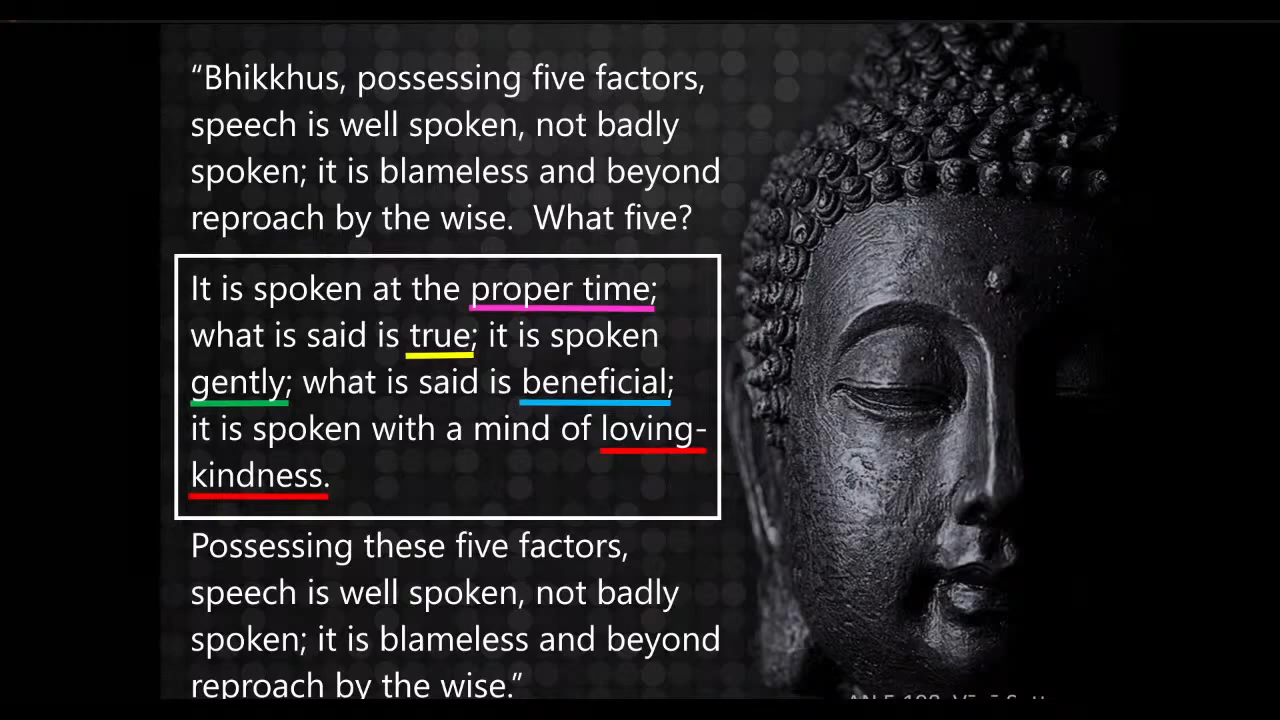 “Bhikkhus, possessing five factors,
speech is well spoken, not badly
spoken; it is blameless and beyond
reproach by the wise.  What five?
It is spoken at the proper time;
what is said is true; it is spoken
gently; what is said is beneficial;
it is spoken with a mind of loving-
kindness.
Possessing these five factors,
speech is well spoken, not badly
spoken; it is blameless and beyond
reproach by the wise.”